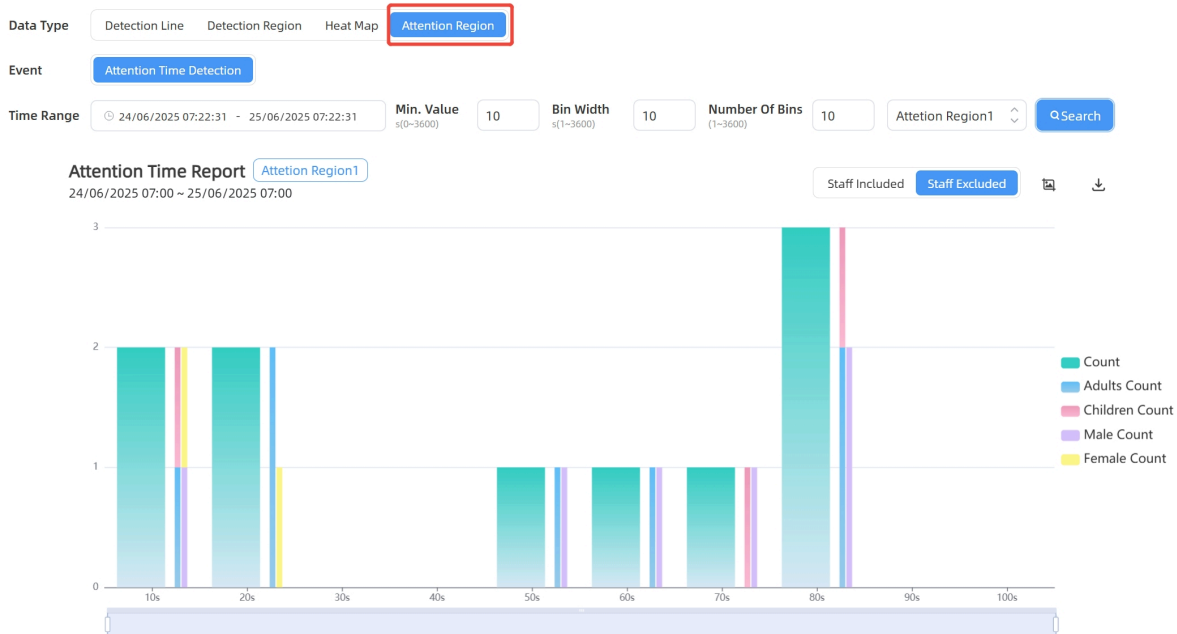 Data Type Detection Line Detection Region Heat Map Attention Region
Event Attention Time Detection
Time Range 24/06/2025 07:22:31 - 25/06/2025 07:22:31 Min. Value s(0~3600) 10 Bin Width s(1~3600) 10 Number Of Bins (1~3600) 10 Attetion Region1 Search
Attention Time Report Attetion Region1
24/06/2025 07:00 ~ 25/06/2025 07:00
Staff Included Staff Excluded
3
2
1
0
10s 20s 30s 40s 50s 60s 70s 80s 90s 100s
Count
Adults Count
Children Count
Male Count
Female Count